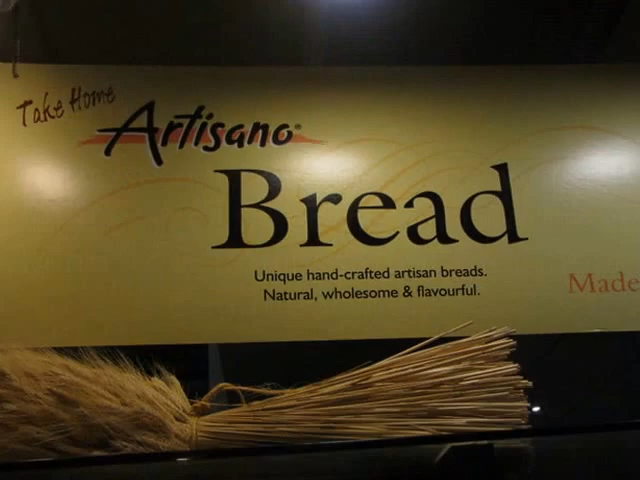 Take Home
Artisano®
Bread
Unique hand-crafted artisan breads.
Natural, wholesome & flavourful.
Made